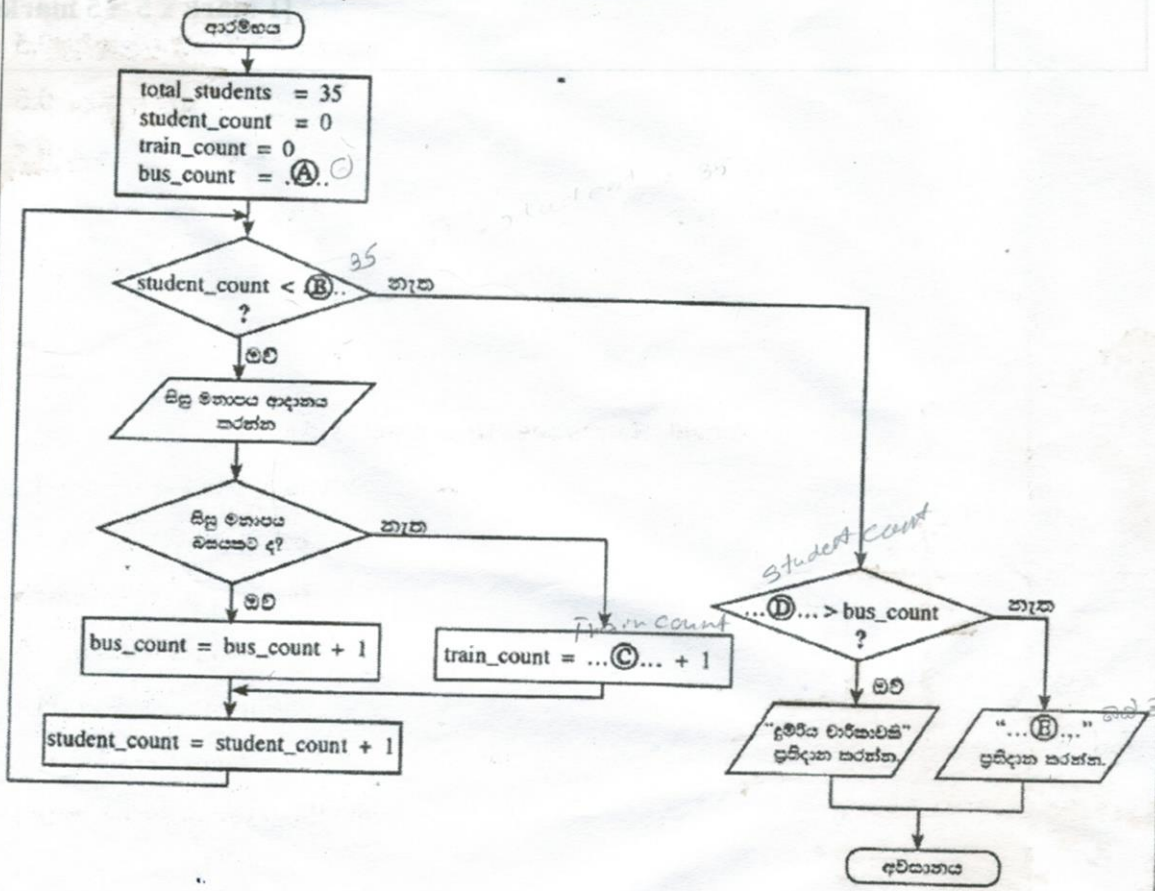 ආරම්භය
total_students = 35
student_count = 0
train_count = 0
bus_count = ..Ⓐ.. 0
student_count < Ⓑ.. 35
?
නැත
ඔව්
සිසු මනාපය ආදානය
කරන්න
සිසු මනාපය
බසයකට ද?
නැත
ඔව්
bus_count = bus_count + 1
Train count
train_count = ...Ⓒ... + 1
student_count = student_count + 1
student count
...Ⓓ... > bus_count
?
නැත
ඔව්
“දුම්රිය චාරිකාවකි”
ප්‍රතිදාන කරන්න.
“...Ⓔ...”
ප්‍රතිදාන කරන්න.
අවසානය